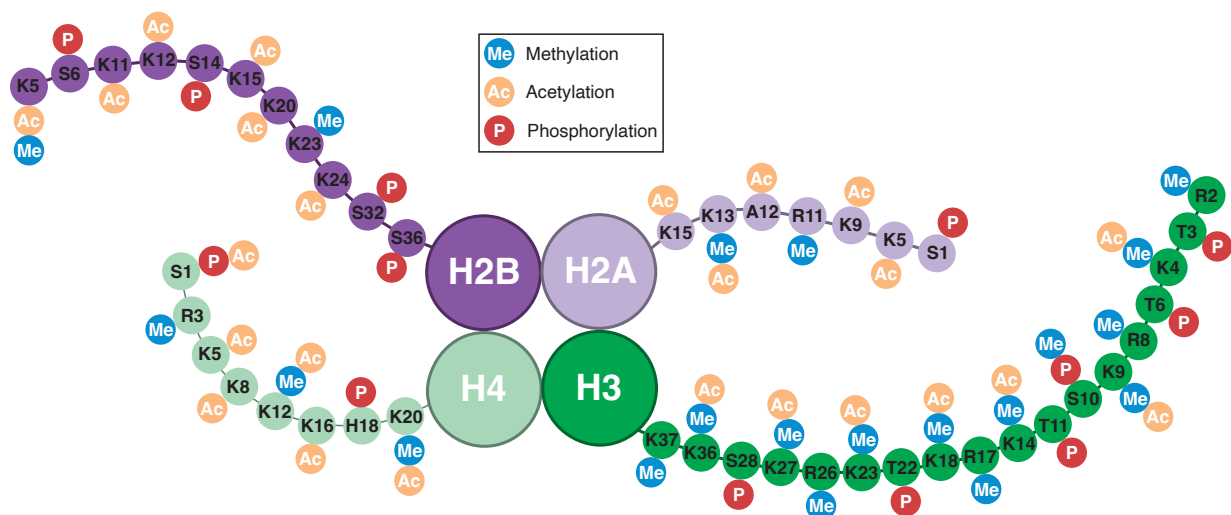 Me Methylation
Ac Acetylation
P Phosphorylation
P
Ac
Ac
K5 S6 K11 K12 S14 K15 K20 K23 K24 S32 S36
Ac
Me
Ac
P
Ac
Me
Ac
P
P
H2B
H2A
Ac
Ac
Ac
P
K15 K13 A12 R11 K9 K5 S1
Me
Ac
Me
Ac
S1 R3 K5 K8 K12 K16 H18 K20
P Ac
Me
Ac
Ac
Me
Ac
Ac
P
Me
Ac
H4
H3
K37 K36 S28 K27 R26 K23 T22 K18 R17 K14 T11 S10 K9 R8 T6 K4 T3 R2
Me
Ac
Me
P
Ac
Me
Me
Ac
Me
P
Ac
Me
Me
Ac
Me
P
Me
P
Me
Ac
Me
P
Ac
Me
P
Me